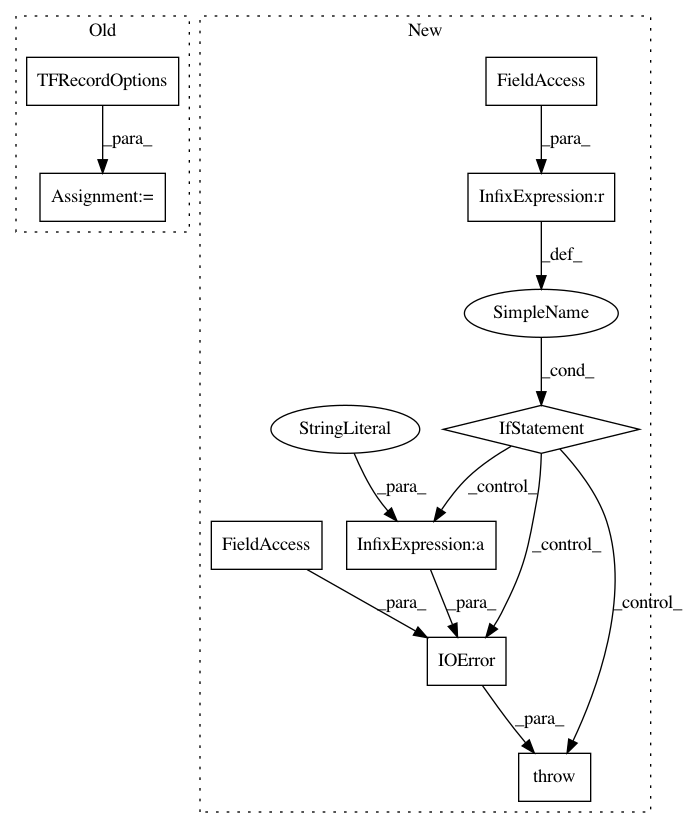 Old
New
TFRecordOptions
FieldAccess
_para_
_para_
Assignment:=
InfixExpression:r
_def_
SimpleName
_cond_
StringLiteral
IfStatement
_para_
_control_
FieldAccess
InfixExpression:a
_control_
_para_
_para_
_control_
IOError
_para_
throw